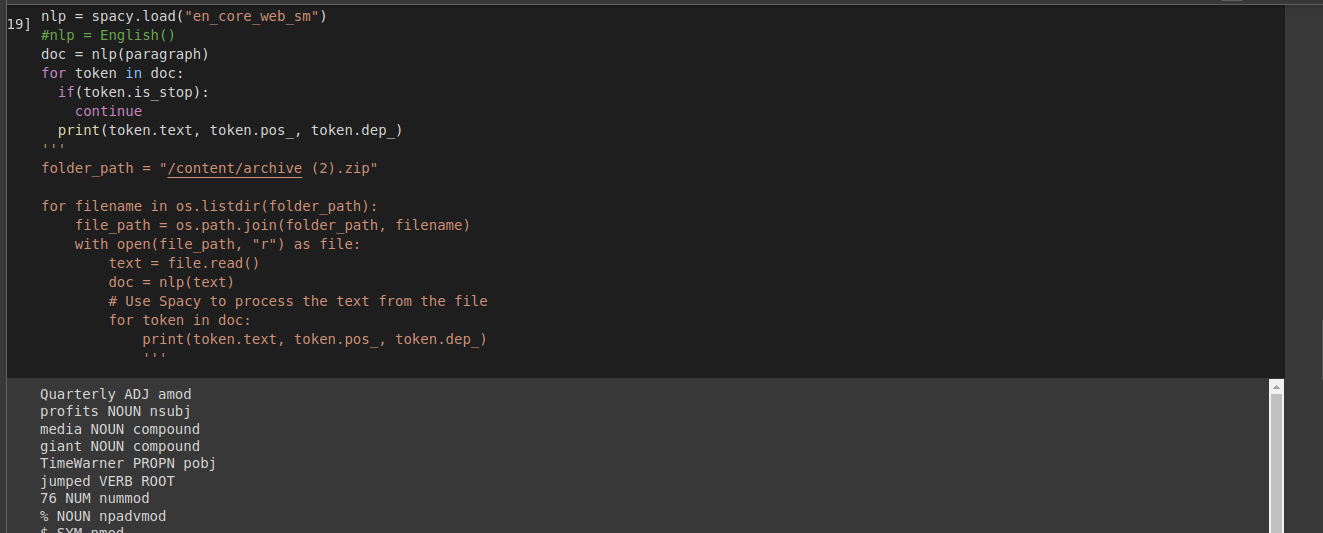 19]
nlp = spacy.load("en_core_web_sm")
#nlp = English()
doc = nlp(paragraph)
for token in doc:
  if(token.is_stop):
    continue
  print(token.text, token.pos_, token.dep_)
'''
folder_path = "/content/archive (2).zip"

for filename in os.listdir(folder_path):
    file_path = os.path.join(folder_path, filename)
    with open(file_path, "r") as file:
        text = file.read()
        doc = nlp(text)
        # Use Spacy to process the text from the file
        for token in doc:
            print(token.text, token.pos_, token.dep_)
            '''
Quarterly ADJ amod
profits NOUN nsubj
media NOUN compound
giant NOUN compound
TimeWarner PROPN pobj
jumped VERB ROOT
76 NUM nummod
% NOUN npadvmod
$ SYM nmod